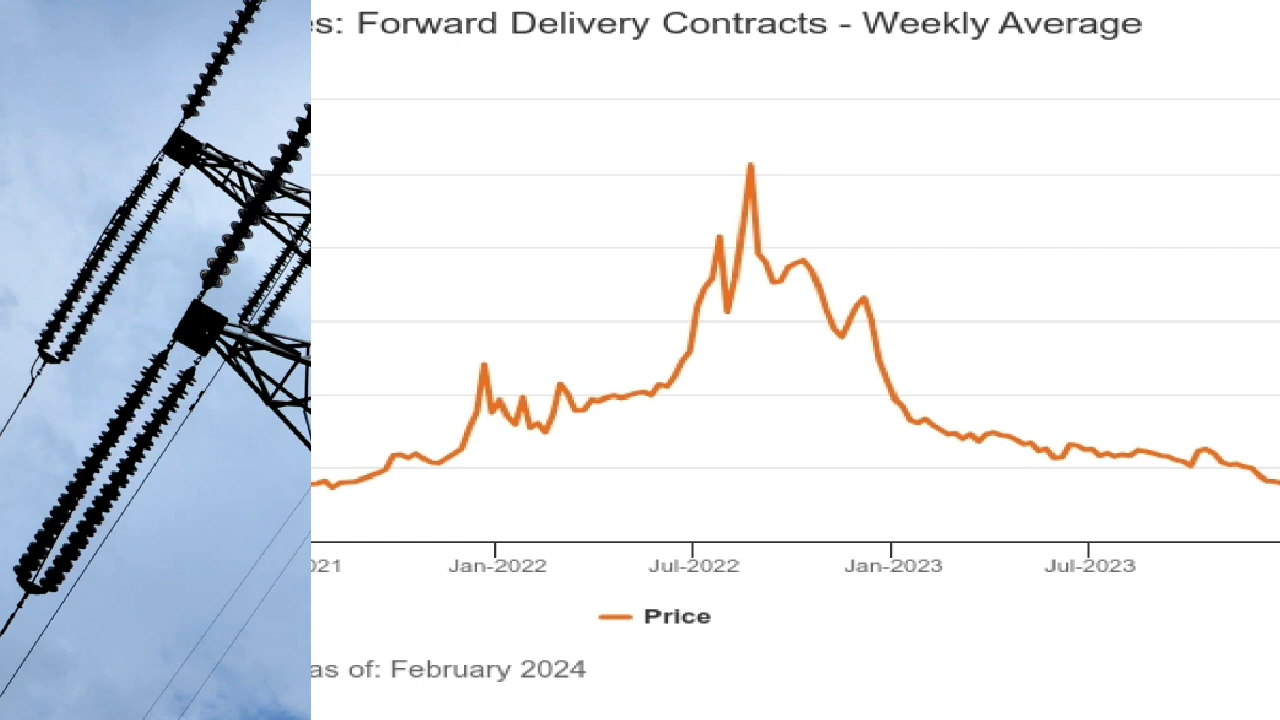 s: Forward Delivery Contracts - Weekly Average
021
Jan-2022
Jul-2022
Jan-2023
Jul-2023
Price
as of: February 2024